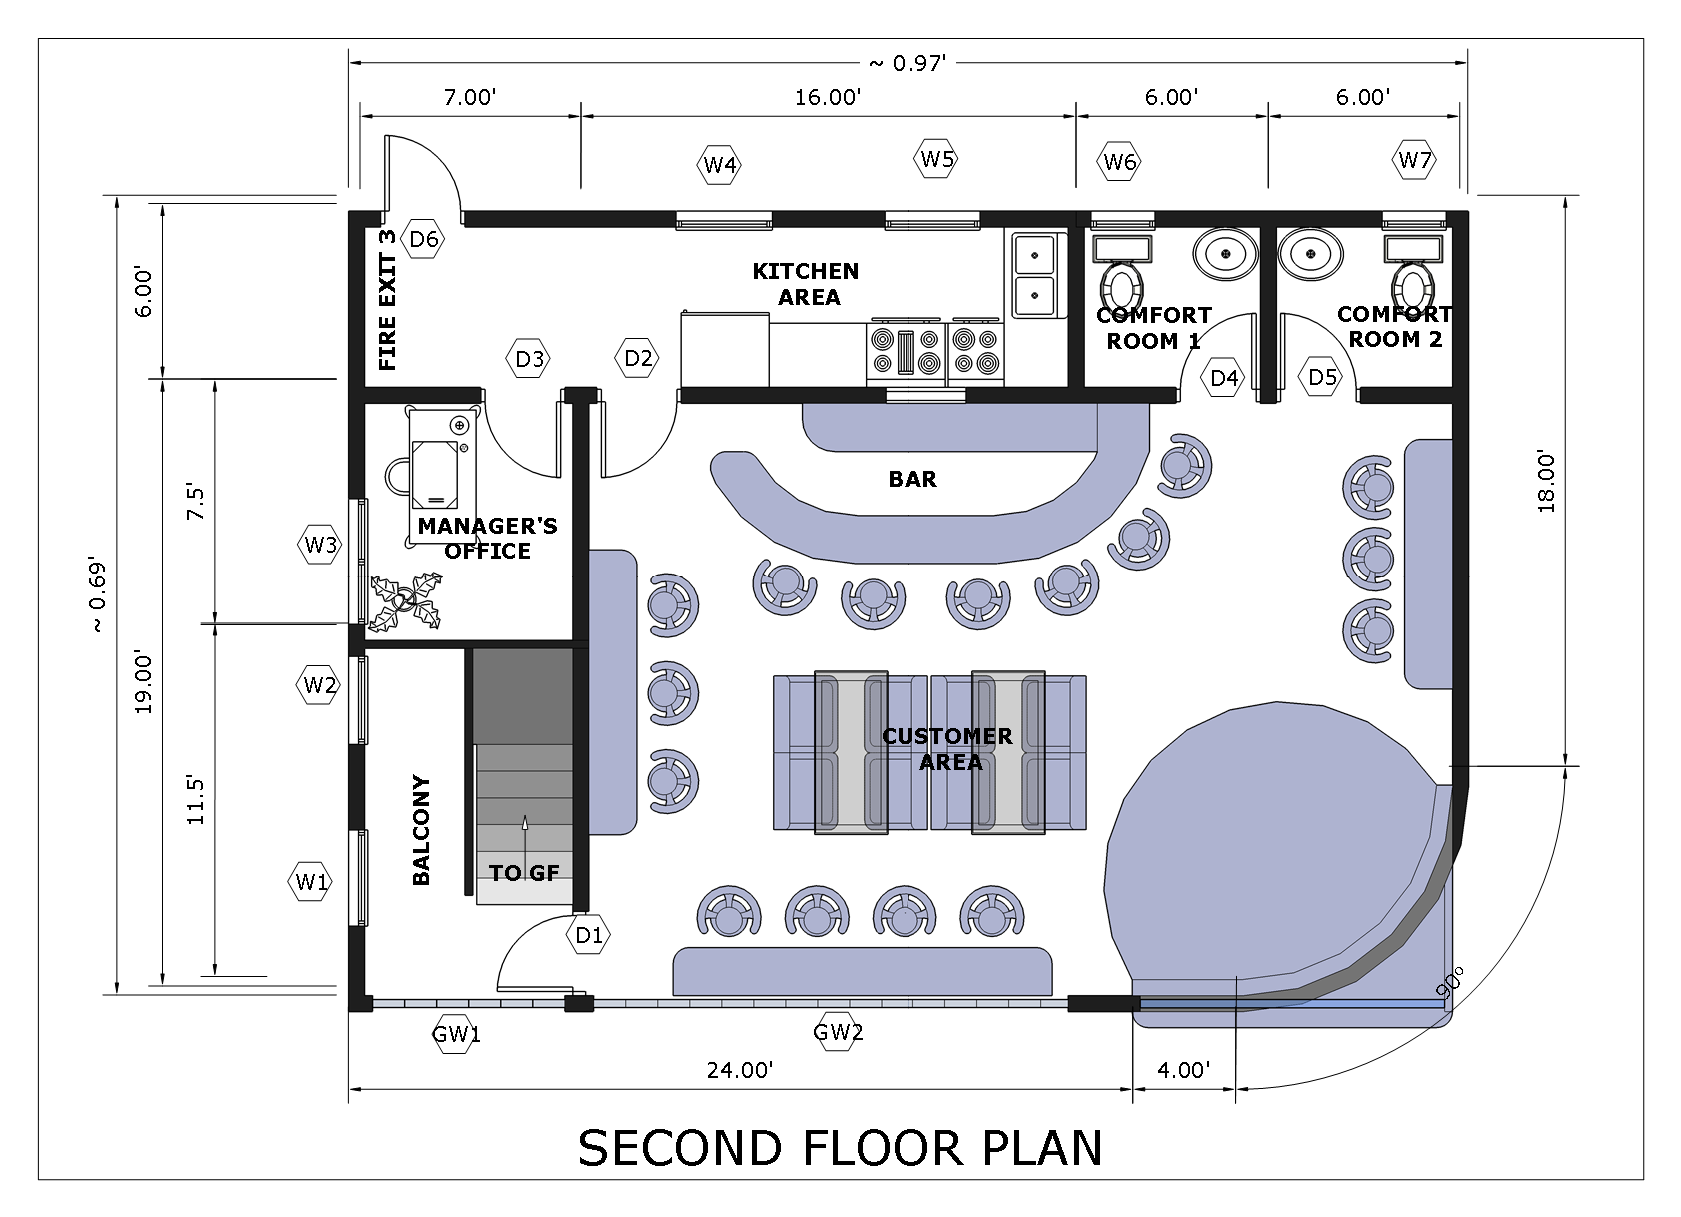 ~ 0.97'
7.00'
16.00'
6.00'
6.00'
W4
W5
W6
W7
D6
FIRE EXIT 3
KITCHEN
AREA
6.00'
COMFORT
ROOM 1
COMFORT
ROOM 2
D3
D2
D4
D5
18.00'
7.5'
BAR
MANAGER'S
OFFICE
W3
~ 0.69'
19.00'
W2
CUSTOMER
AREA
11.5'
BALCONY
TO GF
W1
D1
90°
GW1
GW2
24.00'
4.00'
SECOND FLOOR PLAN